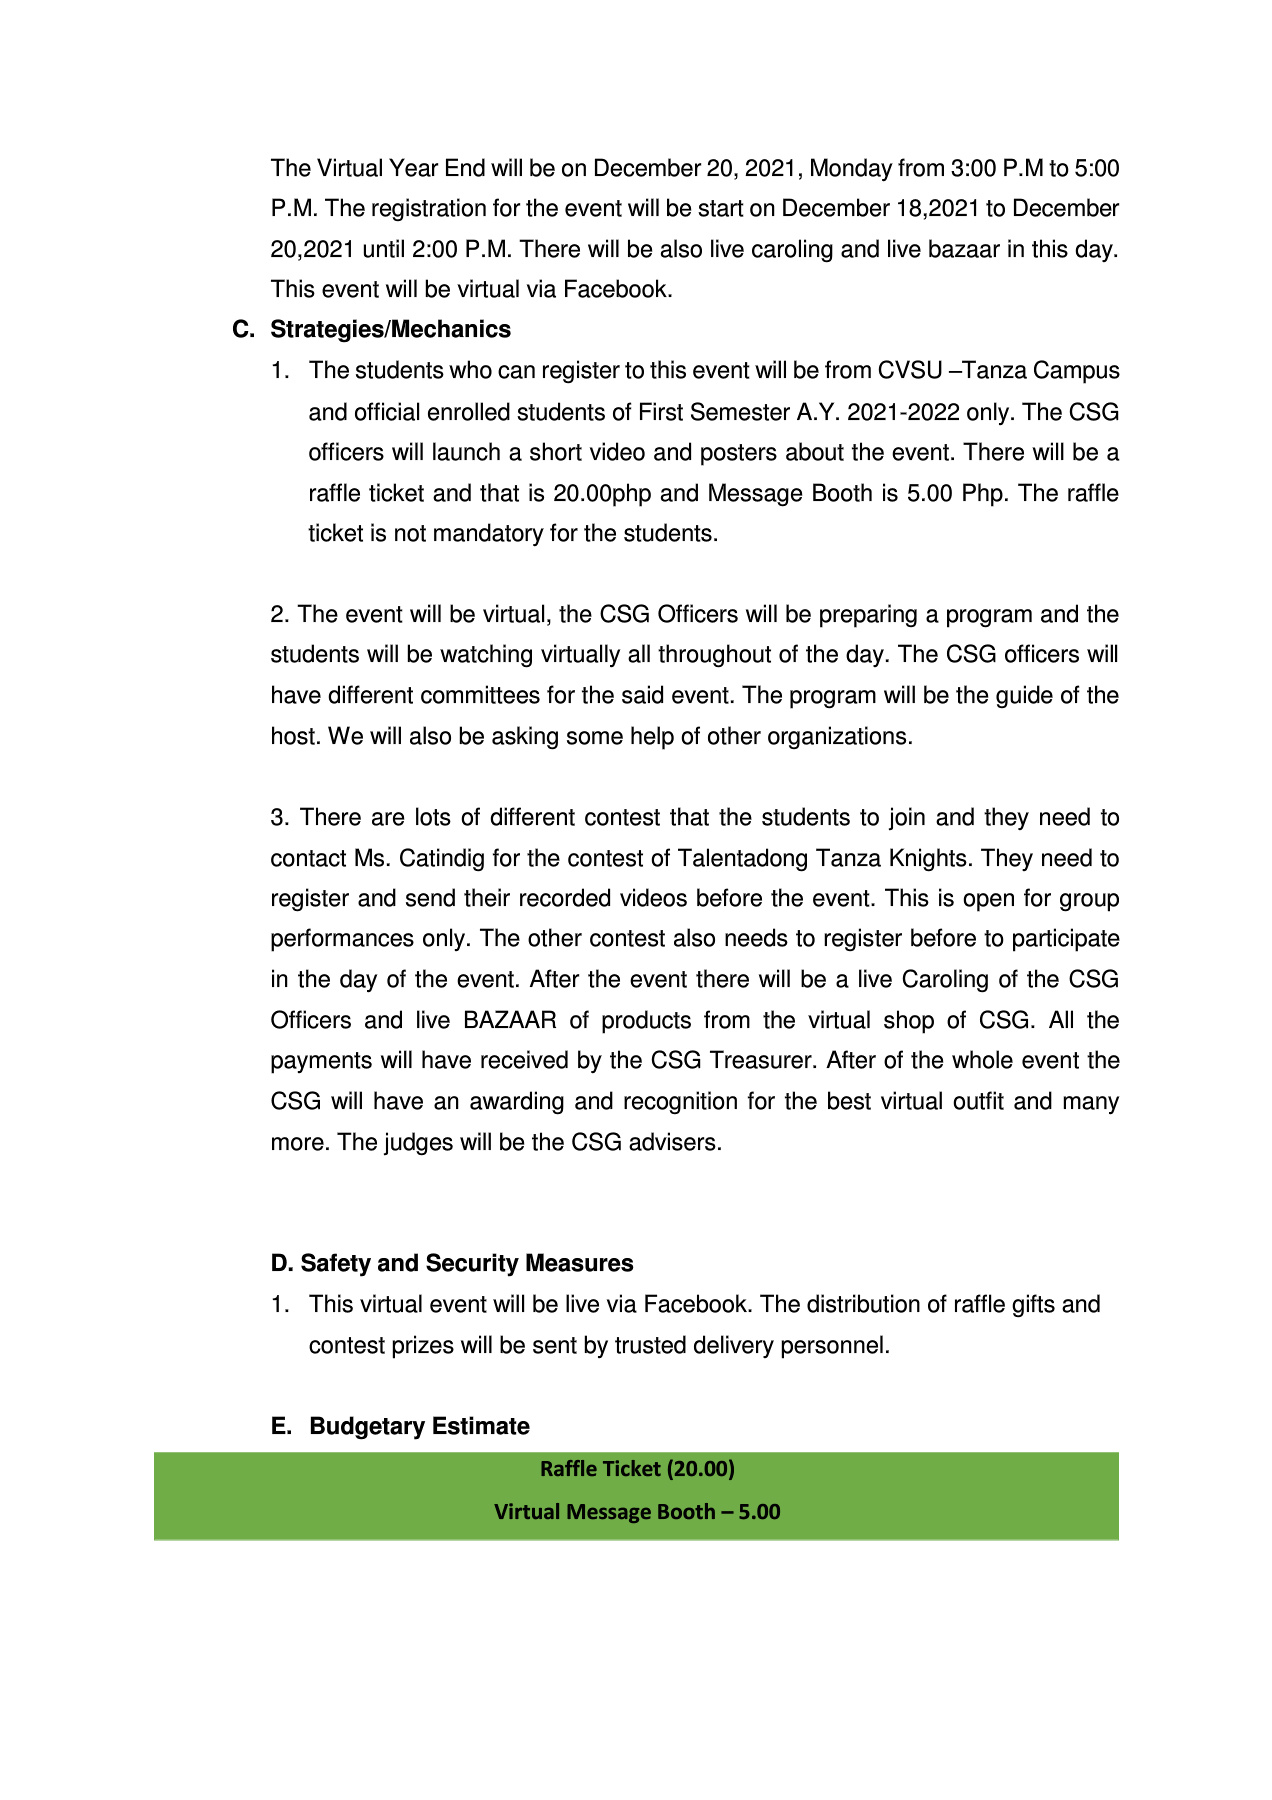 The Virtual Year End will be on December 20, 2021, Monday from 3:00 P.M to 5:00
P.M. The registration for the event will be start on December 18,2021 to December
20,2021 until 2:00 P.M. There will be also live caroling and live bazaar in this day.
This event will be virtual via Facebook.
C. Strategies/Mechanics
1. The students who can register to this event will be from CVSU –Tanza Campus
and official enrolled students of First Semester A.Y. 2021-2022 only. The CSG
officers will launch a short video and posters about the event. There will be a
raffle ticket and that is 20.00php and Message Booth is 5.00 Php. The raffle
ticket is not mandatory for the students.
2. The event will be virtual, the CSG Officers will be preparing a program and the
students will be watching virtually all throughout of the day. The CSG officers will
have different committees for the said event. The program will be the guide of the
host. We will also be asking some help of other organizations.
3. There are lots of different contest that the students to join and they need to
contact Ms. Catindig for the contest of Talentadong Tanza Knights. They need to
register and send their recorded videos before the event. This is open for group
performances only. The other contest also needs to register before to participate
in the day of the event. After the event there will be a live Caroling of the CSG
Officers and live BAZAAR of products from the virtual shop of CSG. All the
payments will have received by the CSG Treasurer. After of the whole event the
CSG will have an awarding and recognition for the best virtual outfit and many
more. The judges will be the CSG advisers.
D. Safety and Security Measures
1. This virtual event will be live via Facebook. The distribution of raffle gifts and
contest prizes will be sent by trusted delivery personnel.
E. Budgetary Estimate
Raffle Ticket (20.00)
Virtual Message Booth – 5.00